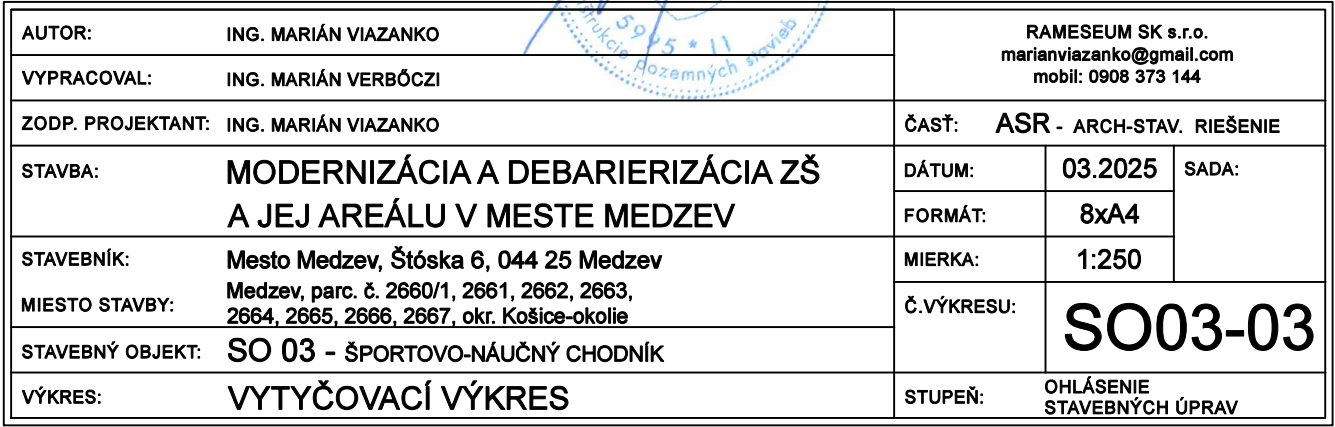 AUTOR: ING. MARIÁN VIAZANKO
VYPRACOVAL: ING. MARIÁN VERBŐCZI
ZODP. PROJEKTANT: ING. MARIÁN VIAZANKO
STAVBA: MODERNIZÁCIA A DEBARIERIZÁCIA ZŠ
A JEJ AREÁLU V MESTE MEDZEV
STAVEBNÍK: Mesto Medzev, Štóska 6, 044 25 Medzev
MIESTO STAVBY: Medzev, parc. č. 2660/1, 2661, 2662, 2663,
2664, 2665, 2666, 2667, okr. Košice-okolie
STAVEBNÝ OBJEKT: SO 03 - ŠPORTOVO-NÁUČNÝ CHODNÍK
VÝKRES: VYTYČOVACÍ VÝKRES
RAMESEUM SK s.r.o.
marianviazanko@gmail.com
mobil: 0908 373 144
ČASŤ: ASR - ARCH-STAV. RIEŠENIE
DÁTUM: 03.2025 SADA:
FORMÁT: 8xA4
MIERKA: 1:250
Č.VÝKRESU: SO03-03
STUPEŇ: OHLÁSENIE
STAVEBNÝCH ÚPRAV
5995 * 11
pozemných stavieb